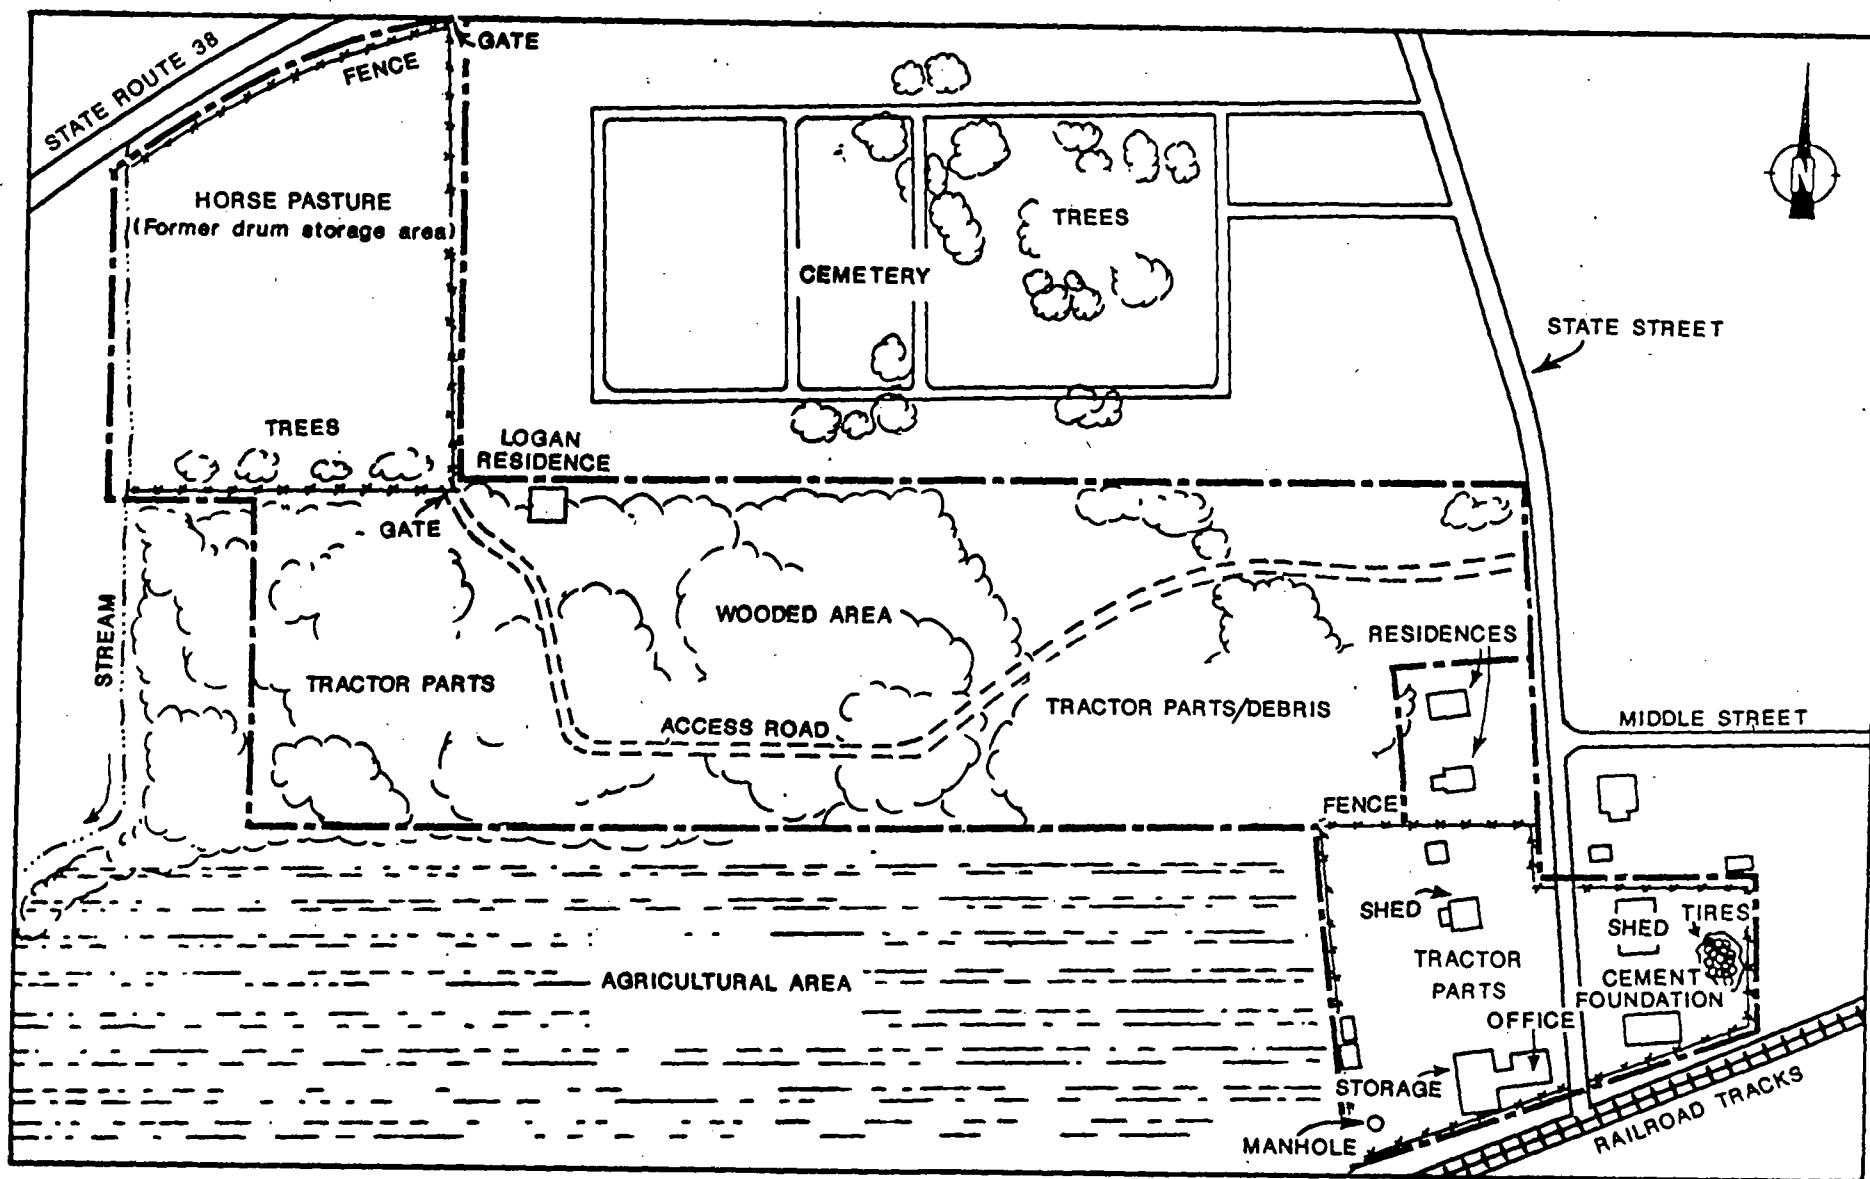 GATE
STATE ROUTE 38
FENCE
N
HORSE PASTURE
(Former drum storage area)
TREES
CEMETERY
STATE STREET
TREES
LOGAN
RESIDENCE
GATE
STREAM
WOODED AREA
RESIDENCES
TRACTOR PARTS
TRACTOR PARTS/DEBRIS
ACCESS ROAD
MIDDLE STREET
FENCE
SHED
TIRES
SHED
TRACTOR
PARTS
CEMENT
FOUNDATION
AGRICULTURAL AREA
OFFICE
STORAGE
MANHOLE
RAILROAD TRACKS